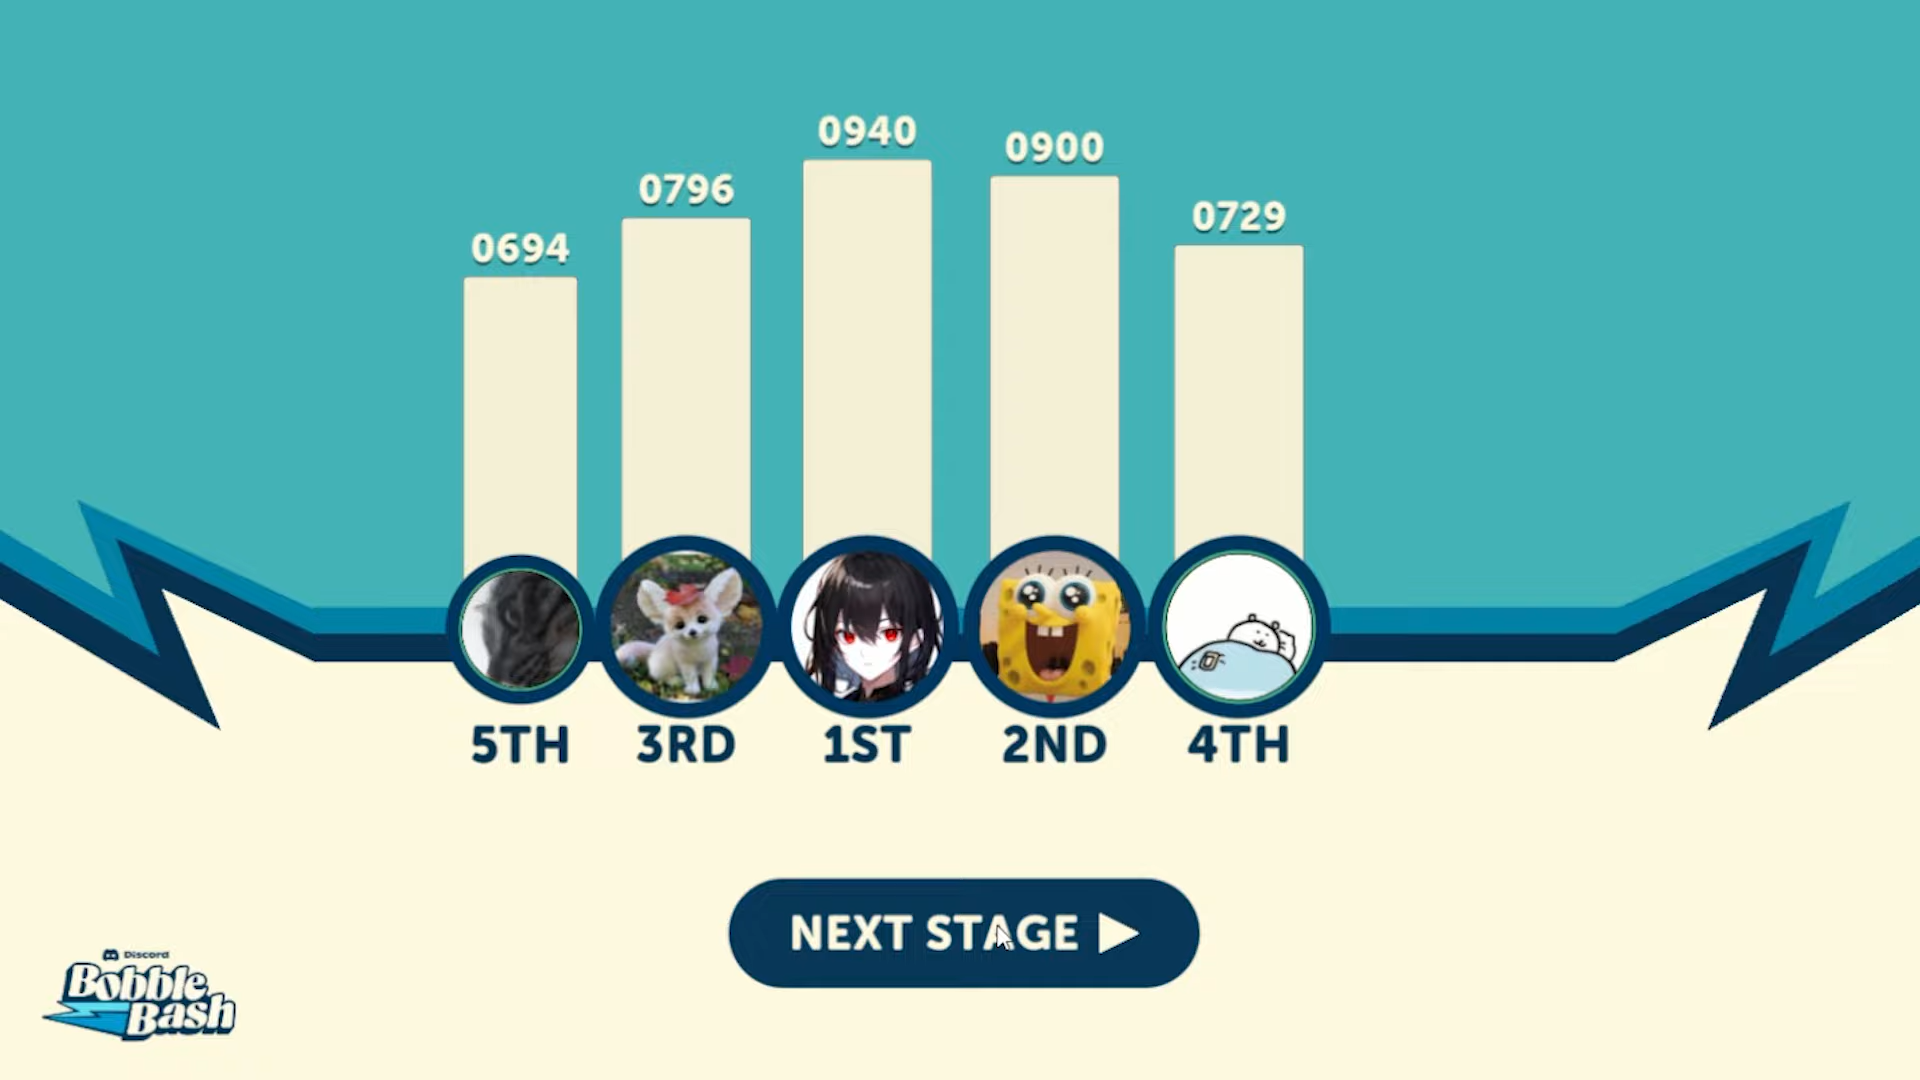 0940
0900
0796
0729
0694
5TH 3RD 1ST 2ND 4TH
NEXT STAGE
Discord
Bobble
Bash